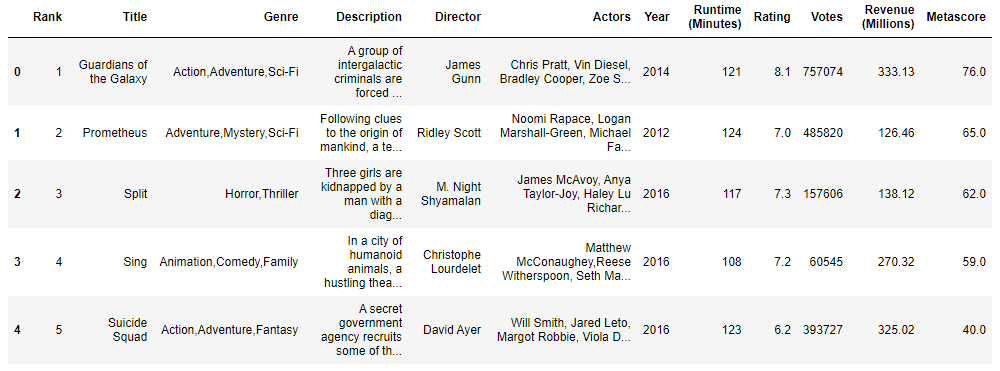 Rank Title Genre Description Director Actors Year Runtime (Minutes) Rating Votes Revenue (Millions) Metascore
0 1 Guardians of the Galaxy Action,Adventure,Sci-Fi A group of intergalactic criminals are forced ... James Gunn Chris Pratt, Vin Diesel, Bradley Cooper, Zoe S... 2014 121 8.1 757074 333.13 76.0
1 2 Prometheus Adventure,Mystery,Sci-Fi Following clues to the origin of mankind, a te... Ridley Scott Noomi Rapace, Logan Marshall-Green, Michael Fa... 2012 124 7.0 485820 126.46 65.0
2 3 Split Horror,Thriller Three girls are kidnapped by a man with a diag... M. Night Shyamalan James McAvoy, Anya Taylor-Joy, Haley Lu Richar... 2016 117 7.3 157606 138.12 62.0
3 4 Sing Animation,Comedy,Family In a city of humanoid animals, a hustling thea... Christophe Lourdelet Matthew McConaughey,Reese Witherspoon, Seth Ma... 2016 108 7.2 60545 270.32 59.0
4 5 Suicide Squad Action,Adventure,Fantasy A secret government agency recruits some of th... David Ayer Will Smith, Jared Leto, Margot Robbie, Viola D... 2016 123 6.2 393727 325.02 40.0